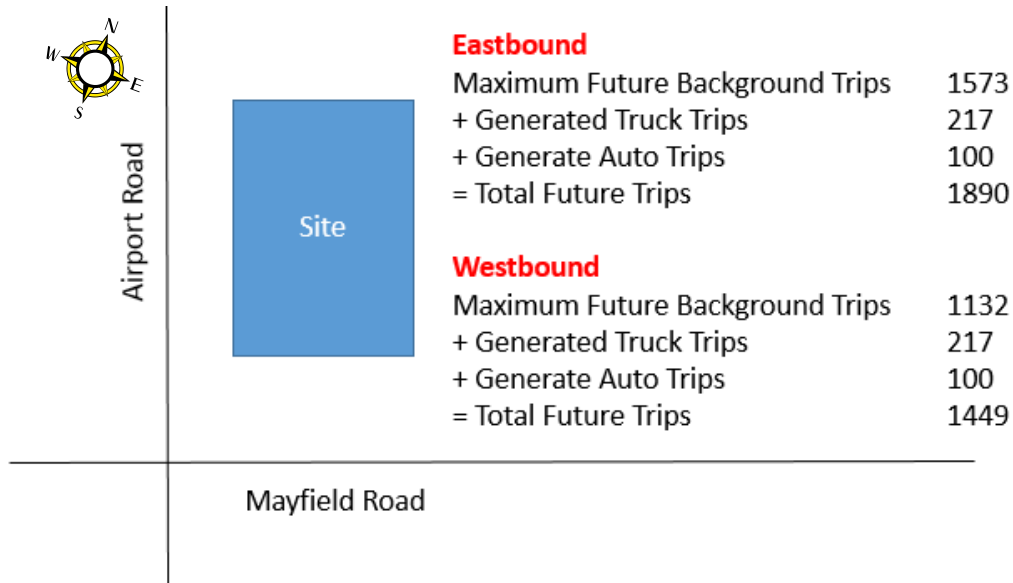 N
W
E
S
Airport Road
Site
Eastbound
Maximum Future Background Trips 1573
+ Generated Truck Trips 217
+ Generate Auto Trips 100
= Total Future Trips 1890
Westbound
Maximum Future Background Trips 1132
+ Generated Truck Trips 217
+ Generate Auto Trips 100
= Total Future Trips 1449
Mayfield Road